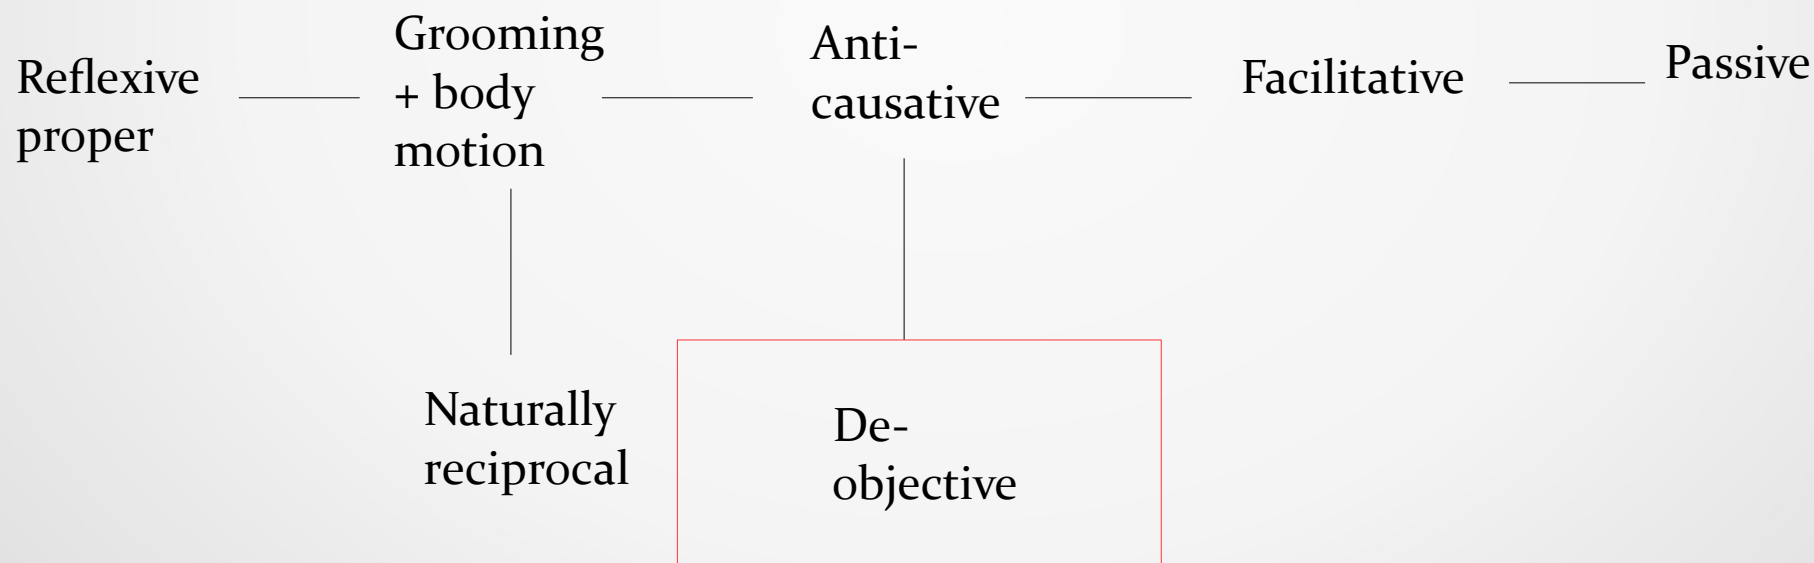 Reflexive
proper
Grooming
+ body
motion
Anti-
causative
Facilitative
Passive
Naturally
reciprocal
De-
objective